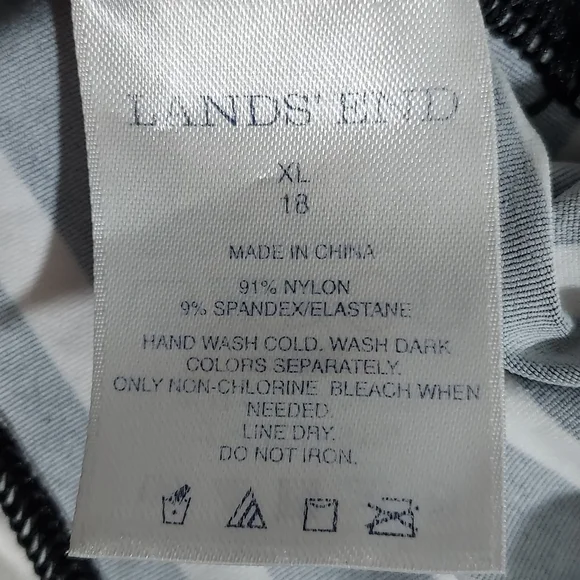 LANDS' END
XL
18
MADE IN CHINA
91% NYLON
9% SPANDEX/ELASTANE
HAND WASH COLD. WASH DARK
COLORS SEPARATELY.
ONLY NON-CHLORINE BLEACH WHEN
NEEDED.
LINE DRY.
DO NOT IRON.